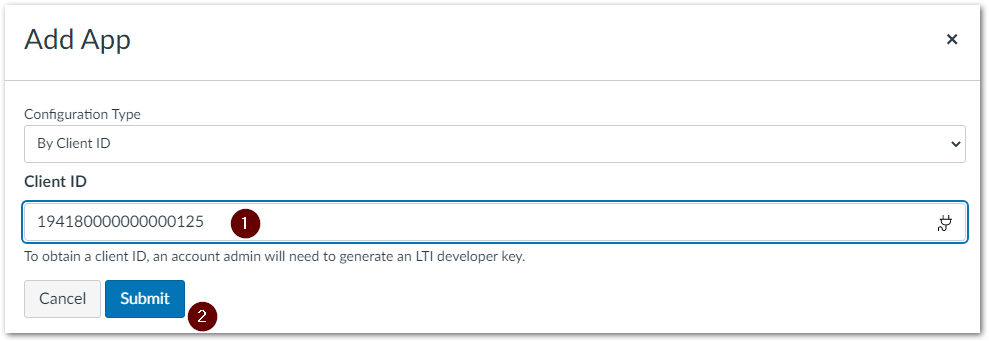 Add App
×
Configuration Type
By Client ID
Client ID
194180000000000125 1
To obtain a client ID, an account admin will need to generate an LTI developer key.
Cancel Submit 2